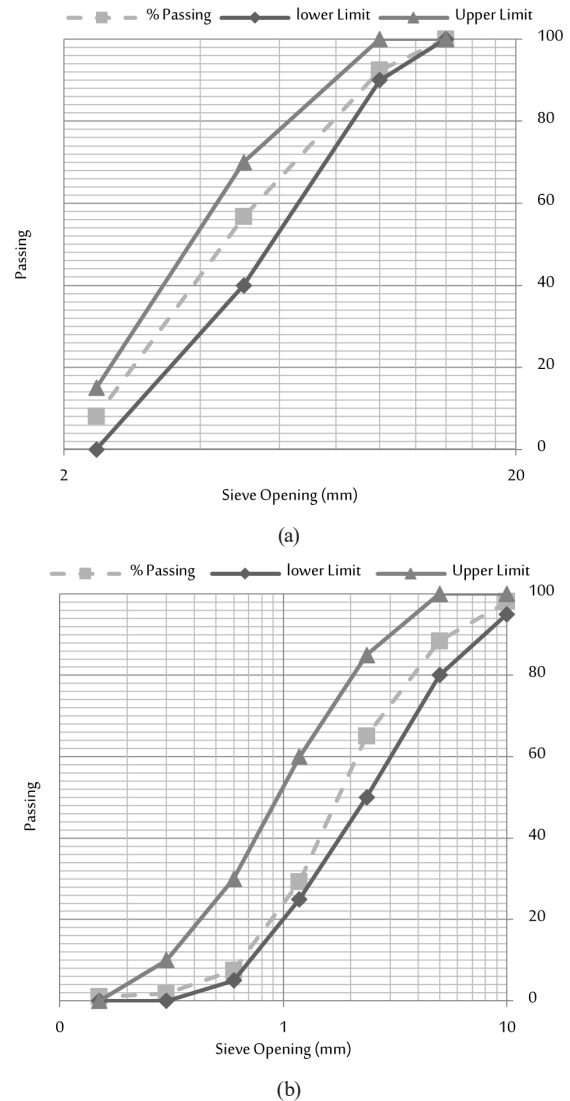 % Passing lower Limit Upper Limit
100
80
60
40
20
0
Passing
2 20
Sieve Opening (mm)
(a)
% Passing lower Limit Upper Limit
100
80
60
40
20
0
Passing
0 1 10
Sieve Opening (mm)
(b)